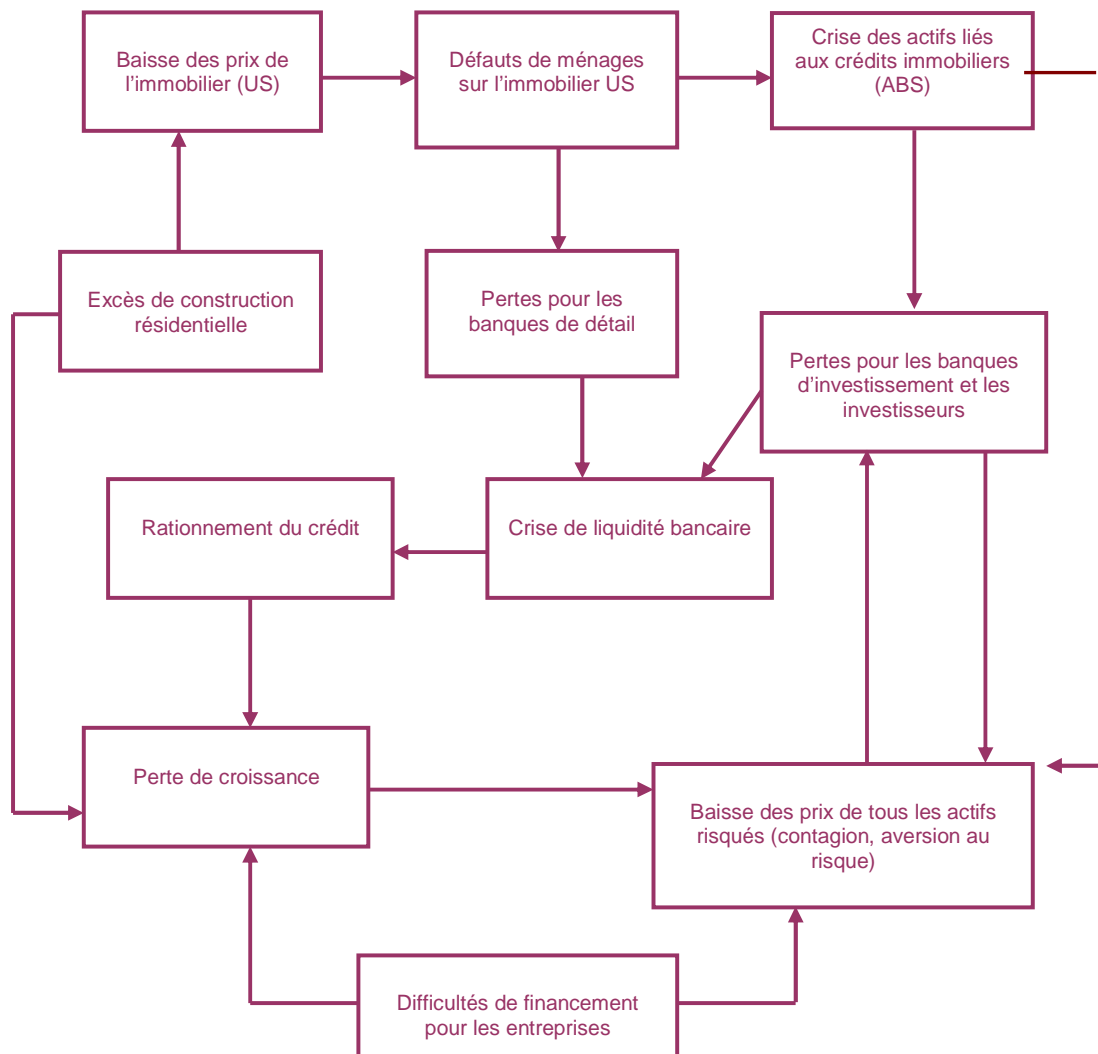 Baisse des prix de
l’immobilier (US)
Défauts de ménages
sur l’immobilier US
Crise des actifs liés
aux crédits immobiliers
(ABS)
Excès de construction
résidentielle
Pertes pour les
banques de détail
Pertes pour les banques
d’investissement et les
investisseurs
Rationnement du crédit
Crise de liquidité bancaire
Perte de croissance
Baisse des prix de tous les actifs
risqués (contagion, aversion au
risque)
Difficultés de financement
pour les entreprises